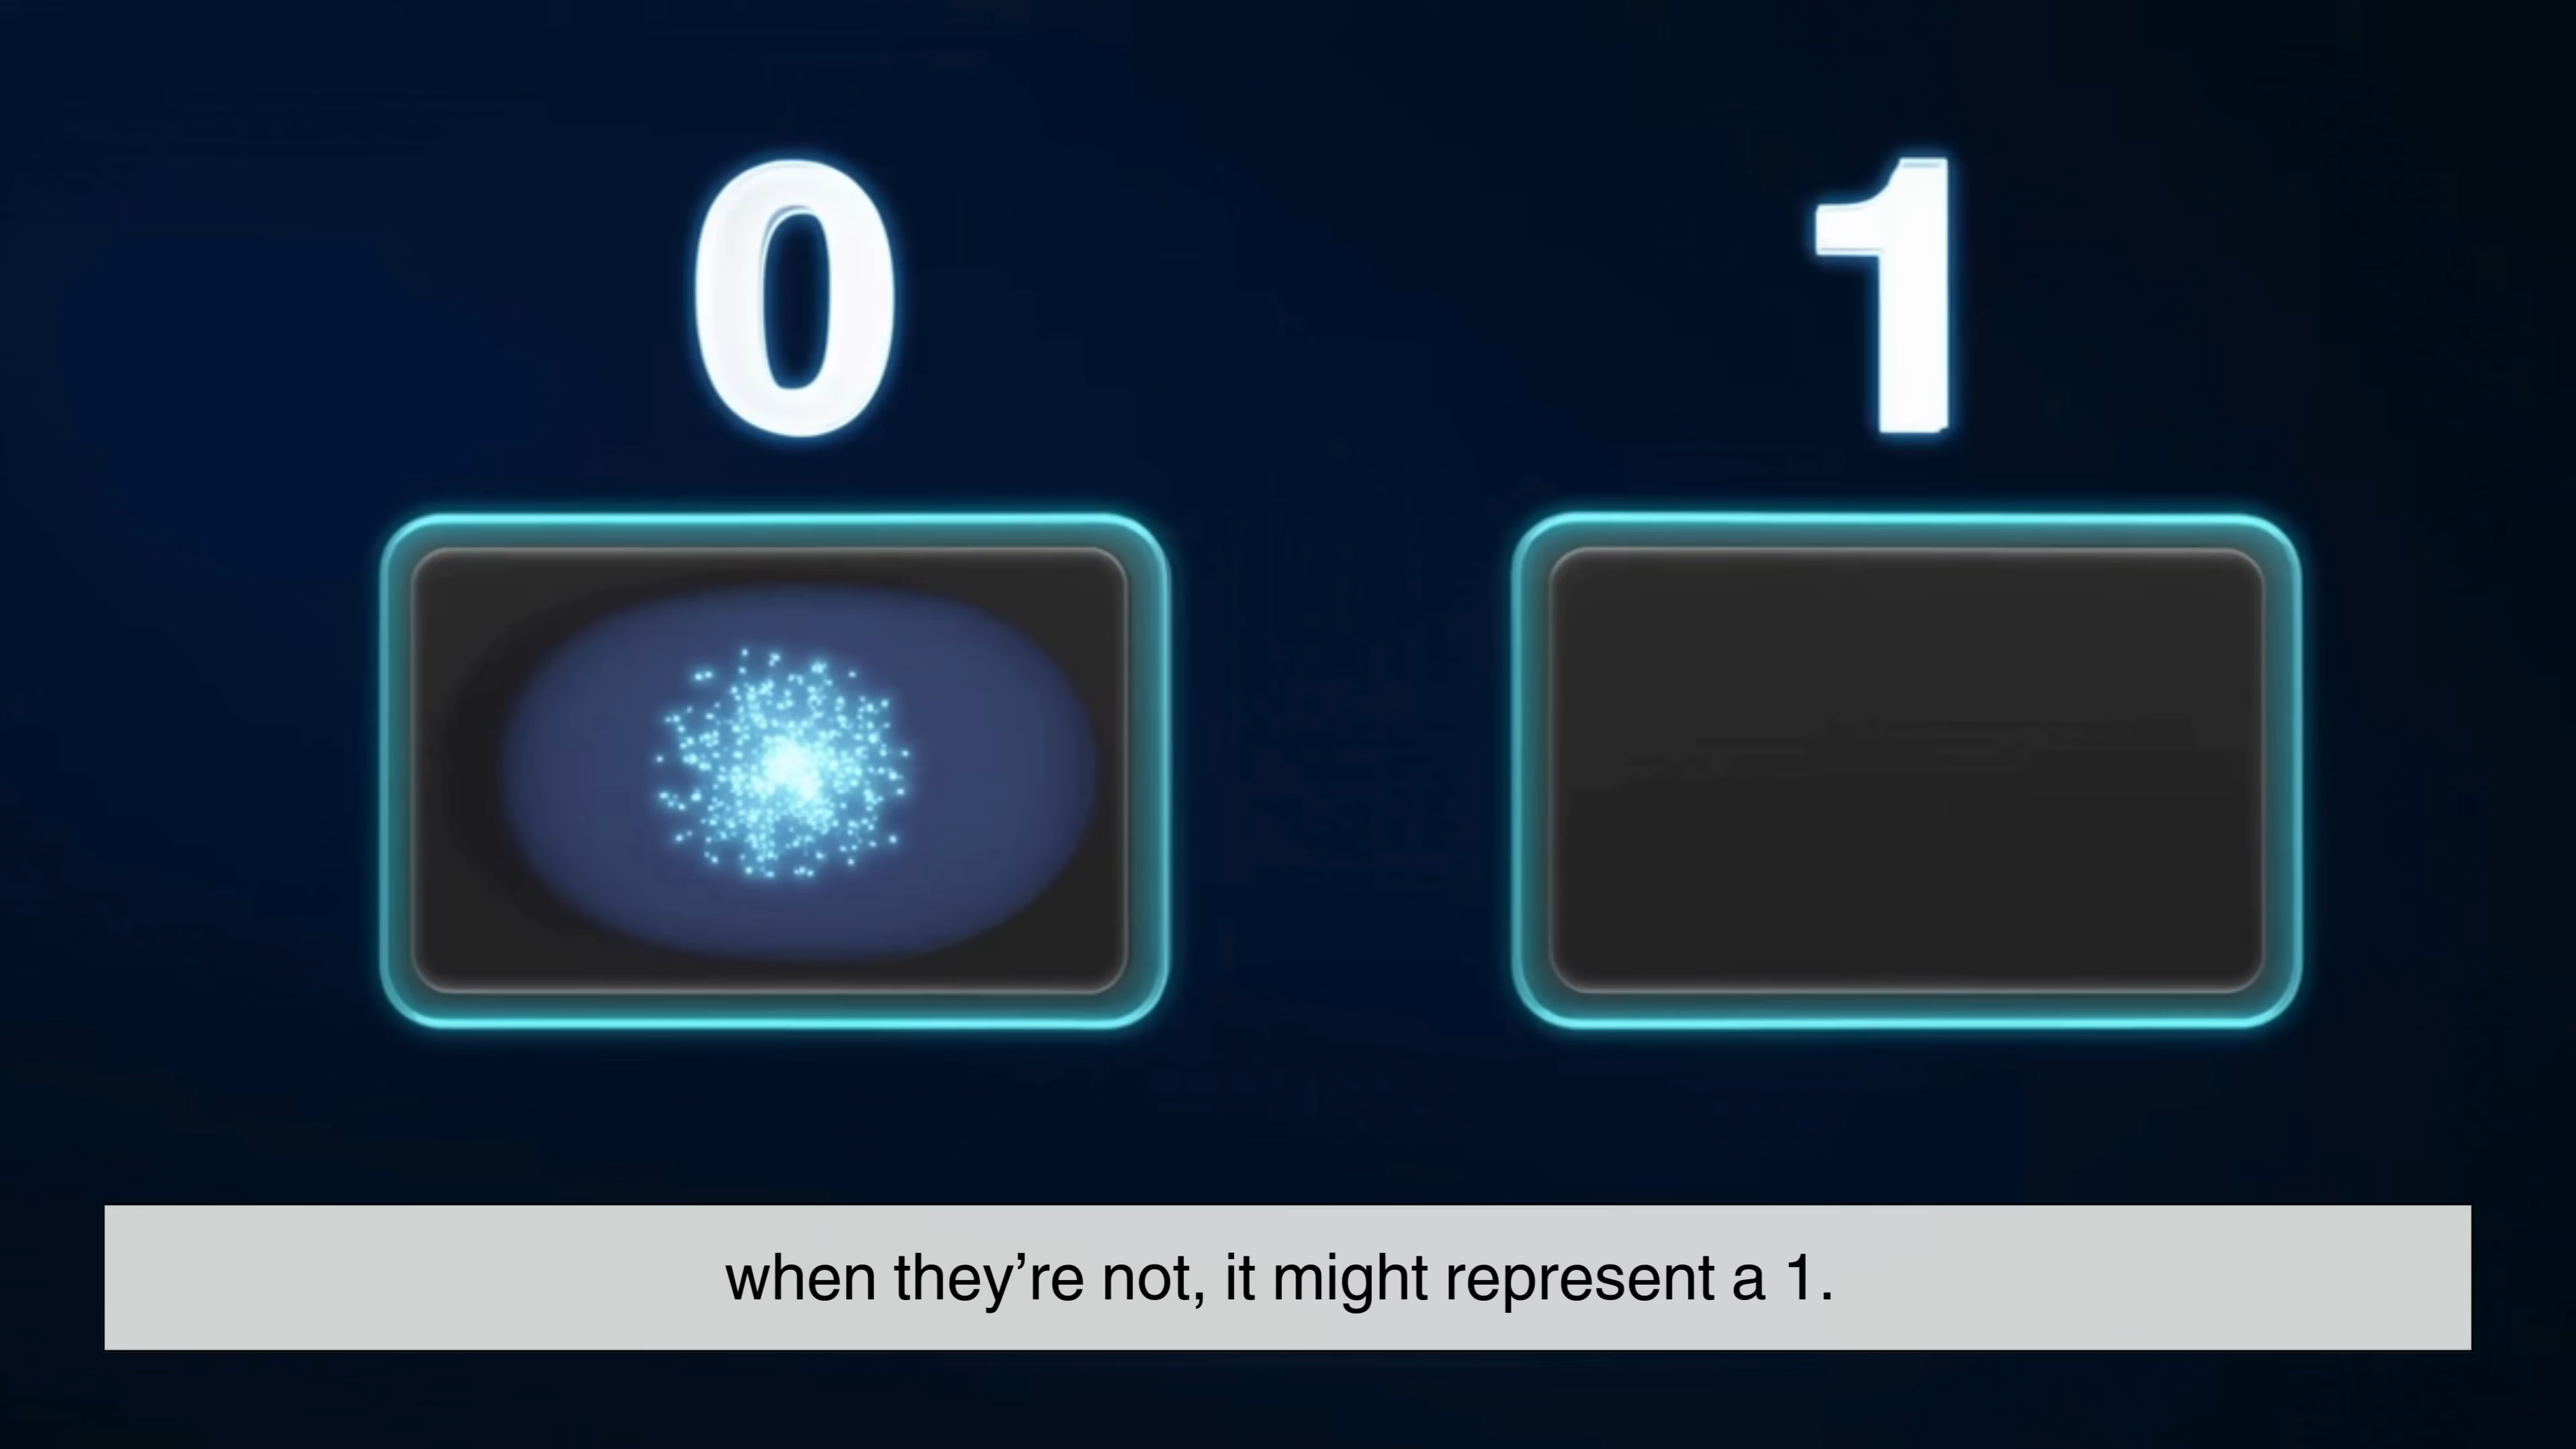 0 1
when they’re not, it might represent a 1.